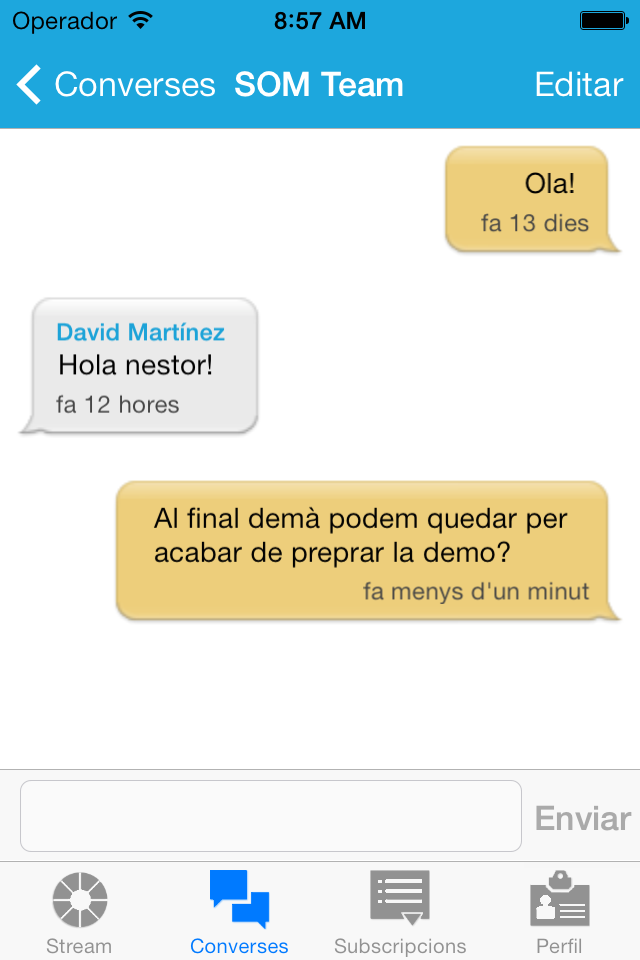 Operador 8:57 AM
Converses SOM Team Editar
Ola!
fa 13 dies
David Martínez
Hola nestor!
fa 12 hores
Al final demà podem quedar per
acabar de preprar la demo?
fa menys d'un minut
Enviar
Stream Converses Subscripcions Perfil